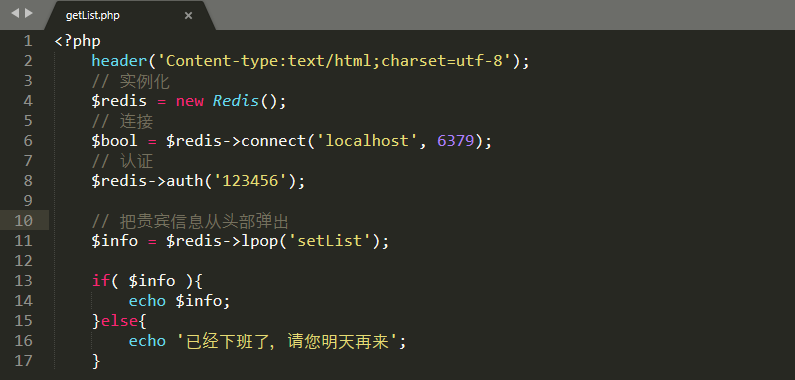 getList.php
1 <?php
2 header('Content-type:text/html;charset=utf-8');
3 // 实例化
4 $redis = new Redis();
5 // 连接
6 $bool = $redis->connect('localhost', 6379);
7 // 认证
8 $redis->auth('123456');
9
10 // 把贵宾信息从头部弹出
11 $info = $redis->lpop('setList');
12
13 if( $info ){
14 echo $info;
15 }else{
16 echo '已经下班了，请您明天再来';
17 }